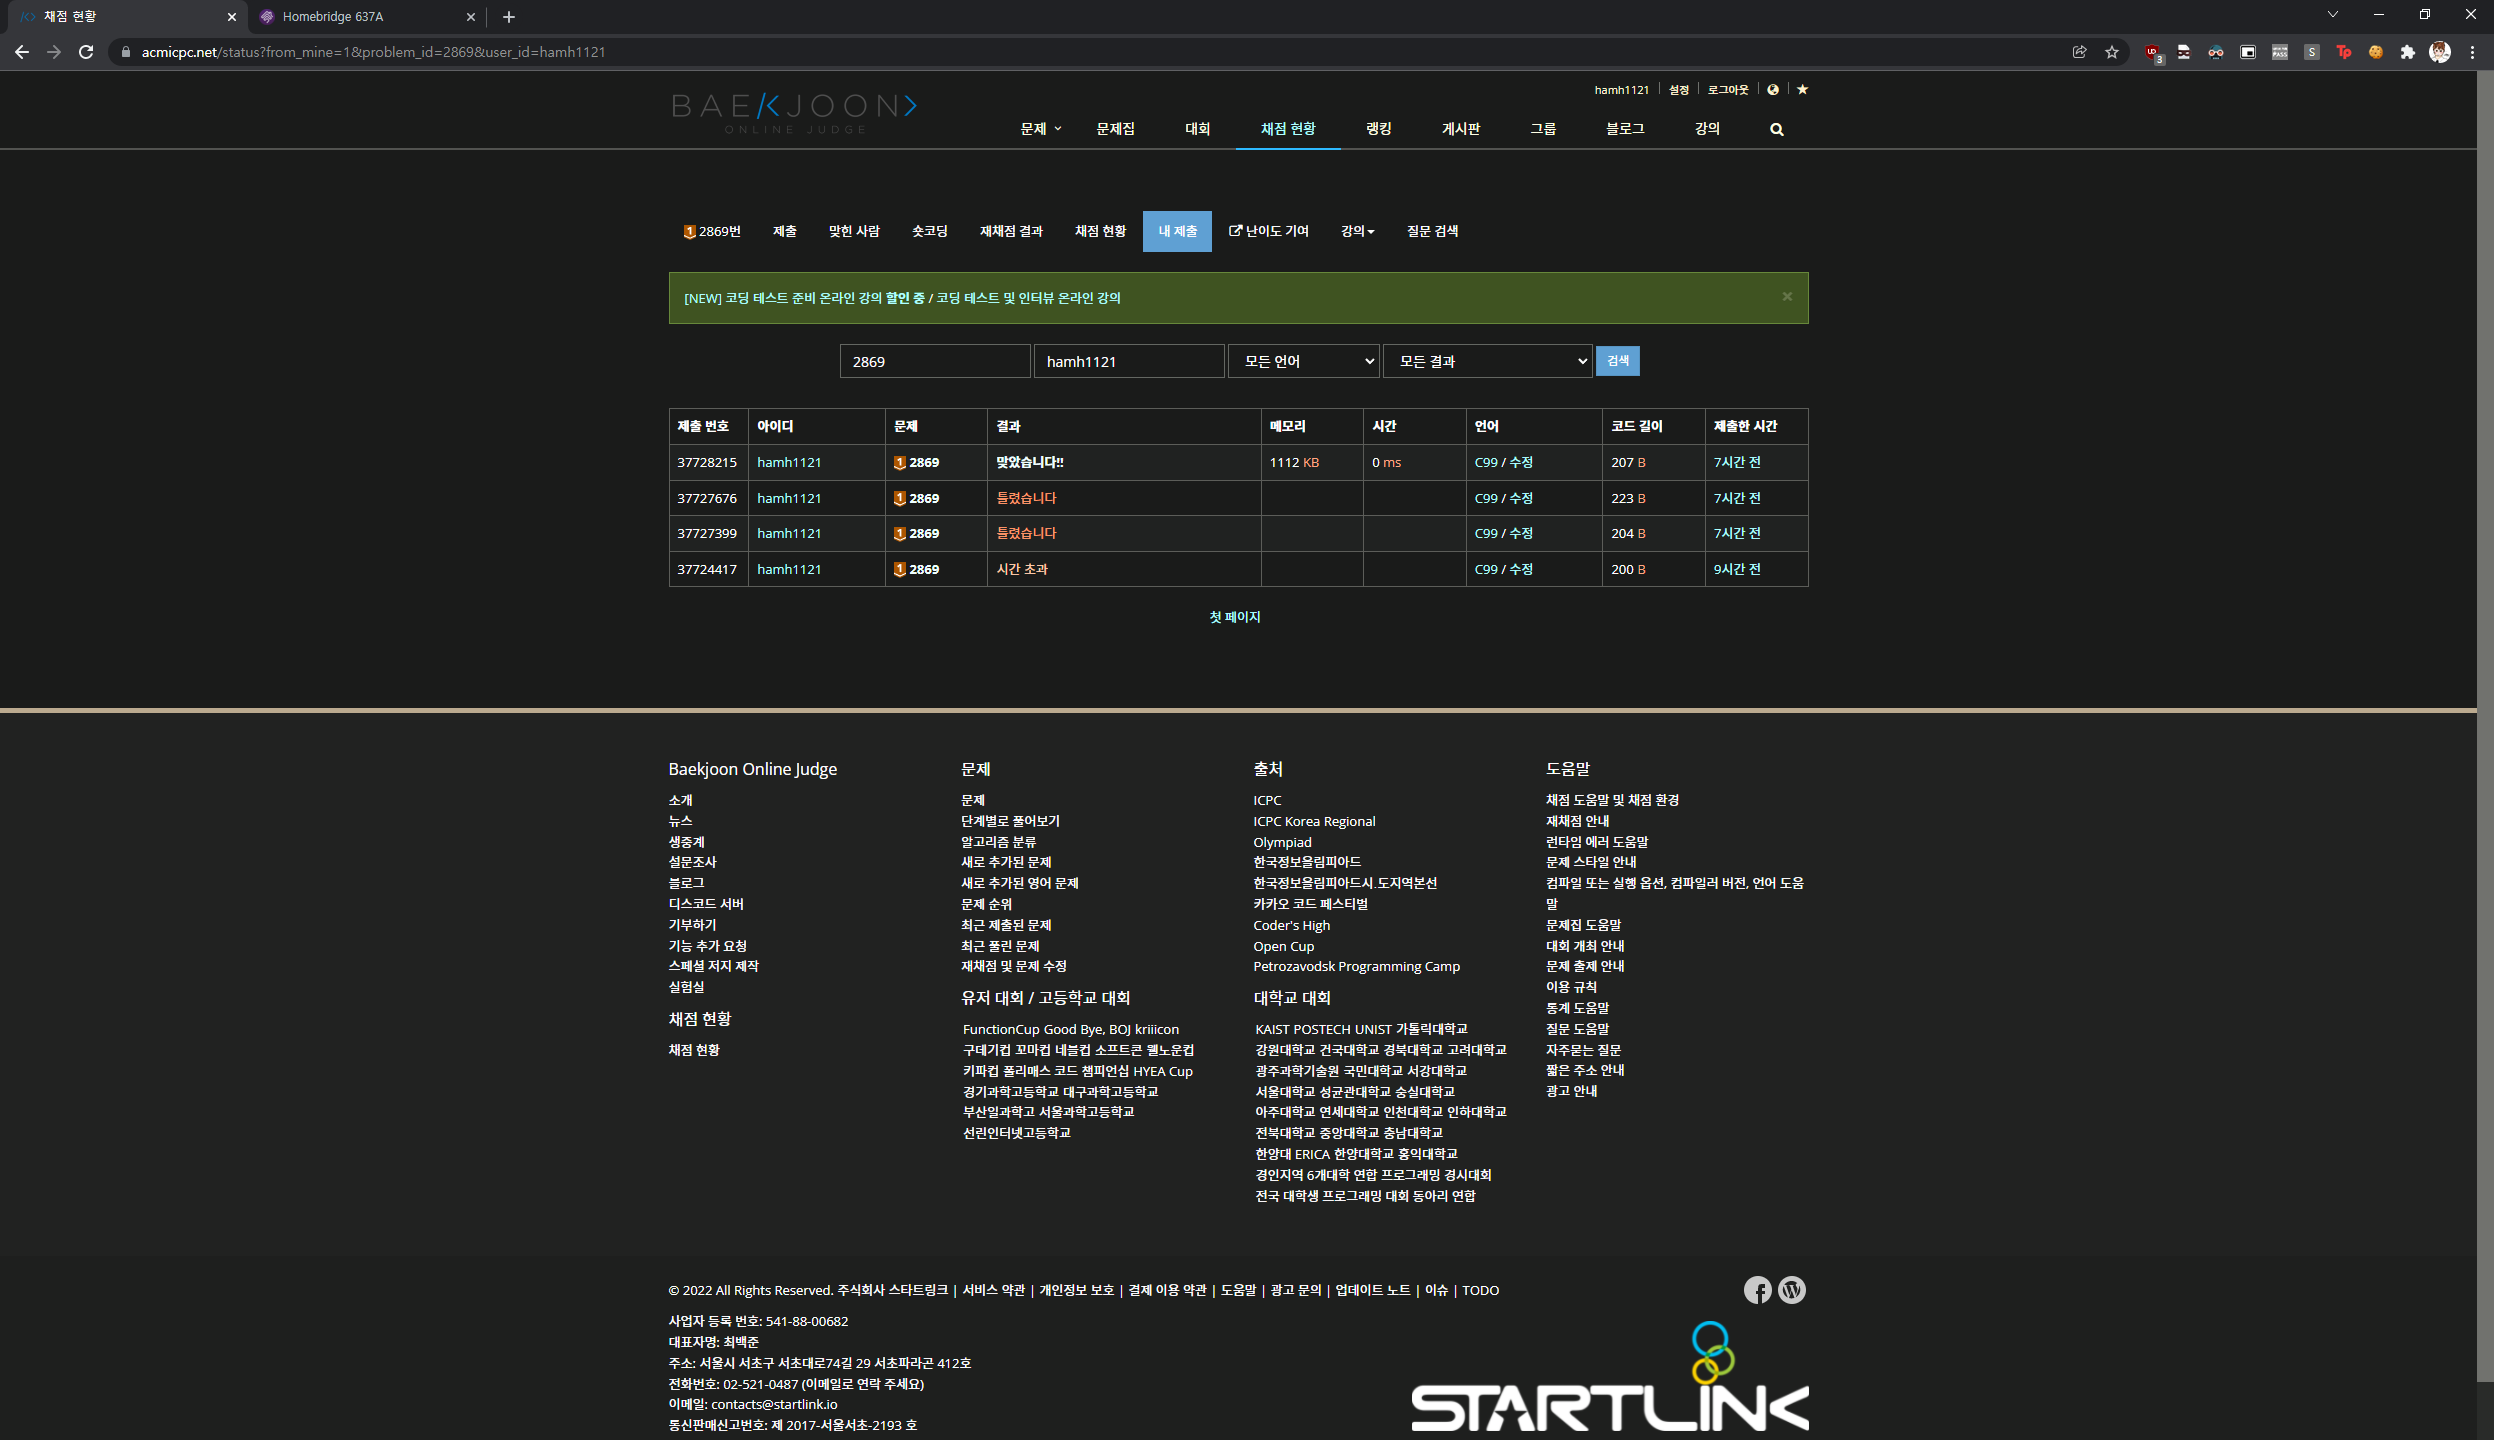 채점 현황
Homebridge 637A
acmicpc.net/status?from_mine=1&problem_id=2869&user_id=hamh1121
3
hamh1121 설정 로그아웃
BAEKJOON
ONLINE JUDGE
문제 문제집 대회 채점 현황 랭킹 게시판 그룹 블로그 강의
1 2869번 제출 맞힌 사람 숏코딩 재채점 결과 채점 현황 내 제출 난이도 기여 강의 질문 검색
[NEW] 코딩 테스트 준비 온라인 강의 할인 중 / 코딩 테스트 및 인터뷰 온라인 강의
2869 hamh1121 모든 언어 모든 결과 검색
제출 번호 아이디 문제 결과 메모리 시간 언어 코드 길이 제출한 시간
37728215 hamh1121 1 2869 맞았습니다!! 1112 KB 0 ms C99 / 수정 207 B 7시간 전
37727676 hamh1121 1 2869 틀렸습니다 C99 / 수정 223 B 7시간 전
37727399 hamh1121 1 2869 틀렸습니다 C99 / 수정 204 B 7시간 전
37724417 hamh1121 1 2869 시간 초과 C99 / 수정 200 B 9시간 전
첫 페이지
Baekjoon Online Judge
소개
뉴스
생중계
설문조사
블로그
디스코드 서버
기부하기
기능 추가 요청
스페셜 저지 제작
실험실
채점 현황
채점 현황
문제
문제
단계별로 풀어보기
알고리즘 분류
새로 추가된 문제
새로 추가된 영어 문제
문제 순위
최근 제출된 문제
최근 풀린 문제
재채점 및 문제 수정
유저 대회 / 고등학교 대회
FunctionCup Good Bye, BOJ kriiicon
구데기컵 꼬마컵 네블컵 소프트콘 웰노운컵
키파컵 폴리매스 코드 챔피언십 HYEA Cup
경기과학고등학교 대구과학고등학교
부산일과학고 서울과학고등학교
선린인터넷고등학교
출처
ICPC
ICPC Korea Regional
Olympiad
한국정보올림피아드
한국정보올림피아드시.도지역본선
카카오 코드 페스티벌
Coder's High
Open Cup
Petrozavodsk Programming Camp
대학교 대회
KAIST POSTECH UNIST 가톨릭대학교
강원대학교 건국대학교 경북대학교 고려대학교
광주과학기술원 국민대학교 서강대학교
서울대학교 성균관대학교 숭실대학교
아주대학교 연세대학교 인천대학교 인하대학교
전북대학교 중앙대학교 충남대학교
한양대 ERICA 한양대학교 홍익대학교
경인지역 6개대학 연합 프로그래밍 경시대회
전국 대학생 프로그래밍 대회 동아리 연합
도움말
채점 도움말 및 채점 환경
재채점 안내
런타임 에러 도움말
문제 스타일 안내
컴파일 또는 실행 옵션, 컴파일러 버전, 언어 도움
말
문제집 도움말
대회 개최 안내
문제 출제 안내
이용 규칙
통계 도움말
질문 도움말
자주묻는 질문
짧은 주소 안내
광고 안내
© 2022 All Rights Reserved. 주식회사 스타트링크 | 서비스 약관 | 개인정보 보호 | 결제 이용 약관 | 도움말 | 광고 문의 | 업데이트 노트 | 이슈 | TODO
사업자 등록 번호: 541-88-00682
대표자명: 최백준
주소: 서울시 서초구 서초대로74길 29 서초파라곤 412호
전화번호: 02-521-0487 (이메일로 연락 주세요)
이메일: contacts@startlink.io
통신판매신고번호: 제 2017-서울서초-2193 호
STARTLINK